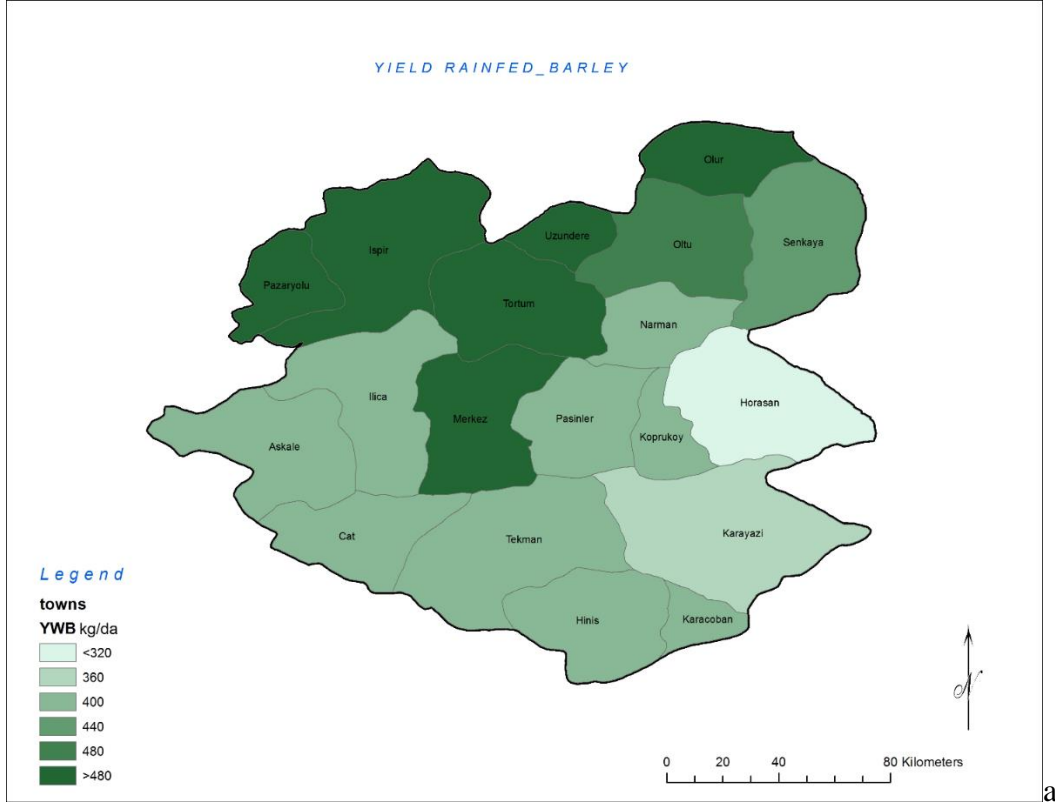 YIELD RAINFED_BARLEY
Olur
Uzundere
Oltu
Senkaya
Ispir
Pazaryolu
Tortum
Narman
Ilica
Merkez
Pasinler
Koprukoy
Horasan
Askale
Cat
Tekman
Karayazi
Hinis
Karacoban
Legend
towns
YWB kg/da
<320
360
400
440
480
>480
N
0 20 40 80 Kilometers
a